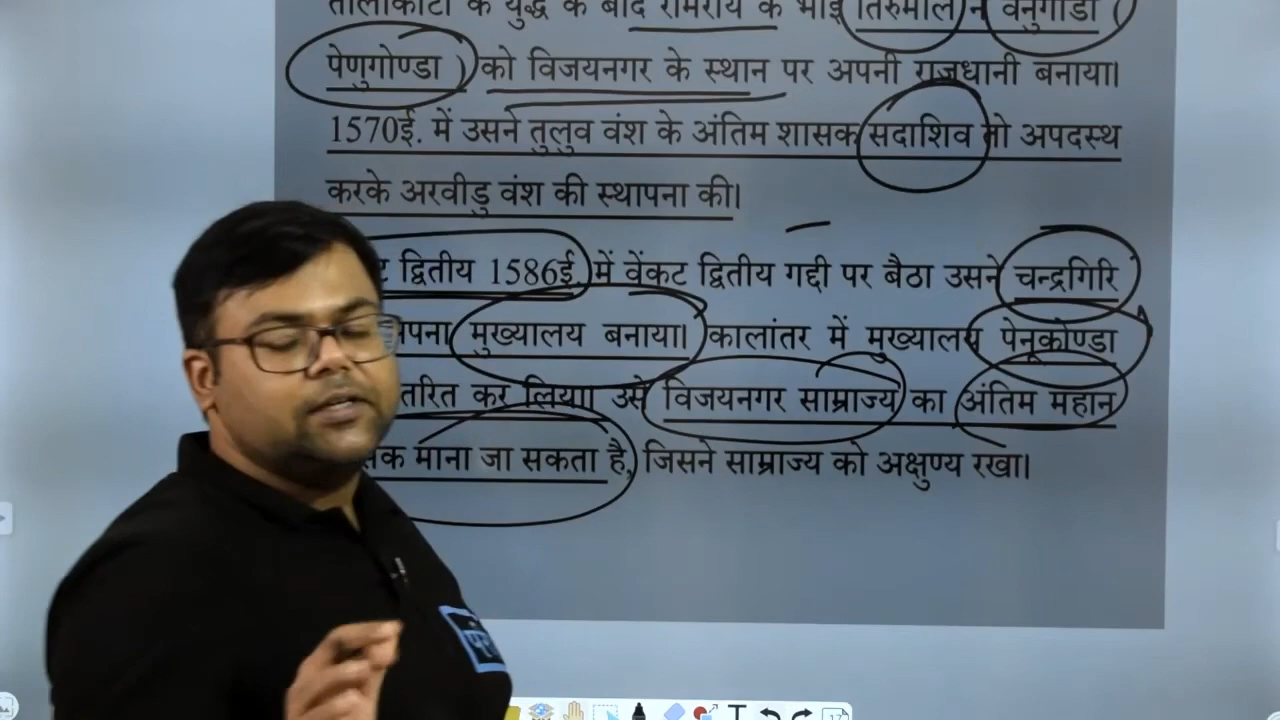 तालीकोटा के युद्ध के बाद रामराय के भाई तिरुमाल ने वेनुगोंडा (
पेणुगोण्डा ) को विजयनगर के स्थान पर अपनी राजधानी बनाया।
1570ई. में उसने तुलुव वंश के अंतिम शासक सदाशिव को अपदस्थ
करके अरवीडु वंश की स्थापना की।
द्वितीय 1586ई. में वेंकट द्वितीय गद्दी पर बैठा उसने चन्द्रगिरि
मुख्यालय बनाया। कालांतर में मुख्यालय पेनूकोण्डा
तरित कर लिया। उसे विजयनगर साम्राज्य का अंतिम महान
माना जा सकता है, जिसने साम्राज्य को अक्षुण्य रखा।